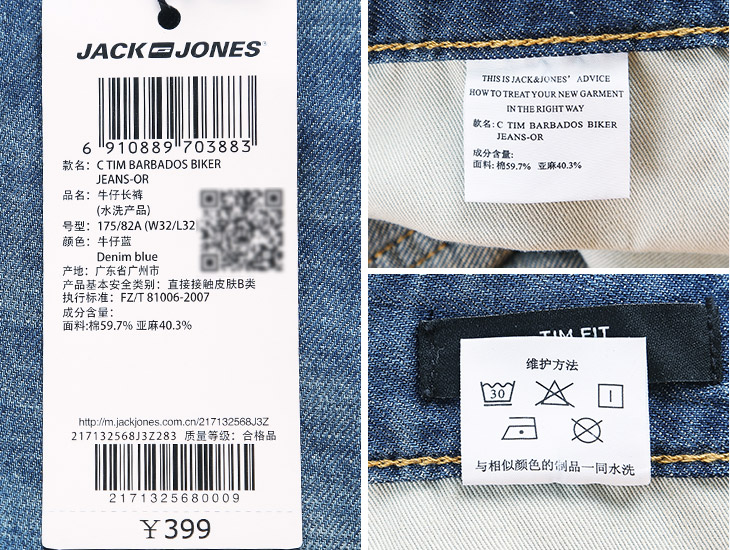 JACK JONES
6 910889 703883
款名: C TIM BARBADOS BIKER
JEANS-OR
品名: 牛仔长裤
(水洗产品)
号型: 175/82A (W32/L32
颜色: 牛仔蓝
Denim blue
产地: 广东省广州市
产品基本安全类别: 直接接触皮肤B类
执行标准: FZ/T 81006-2007
成分含量:
面料:棉59.7% 亚麻40.3%
http://m.jackjones.com.cn/217132568J3Z
217132568J3Z283 质量等级: 合格品
2171325680009
¥399
THIS IS JACK&JONES' ADVICE
HOW TO TREAT YOUR NEW GARMENT
IN THE RIGHT WAY
款名: C TIM BARBADOS BIKER
JEANS-OR
成分含量:
面料: 棉59.7% 亚麻40.3%
TIM FIT
维护方法
30
与相似颜色的制品一同水洗